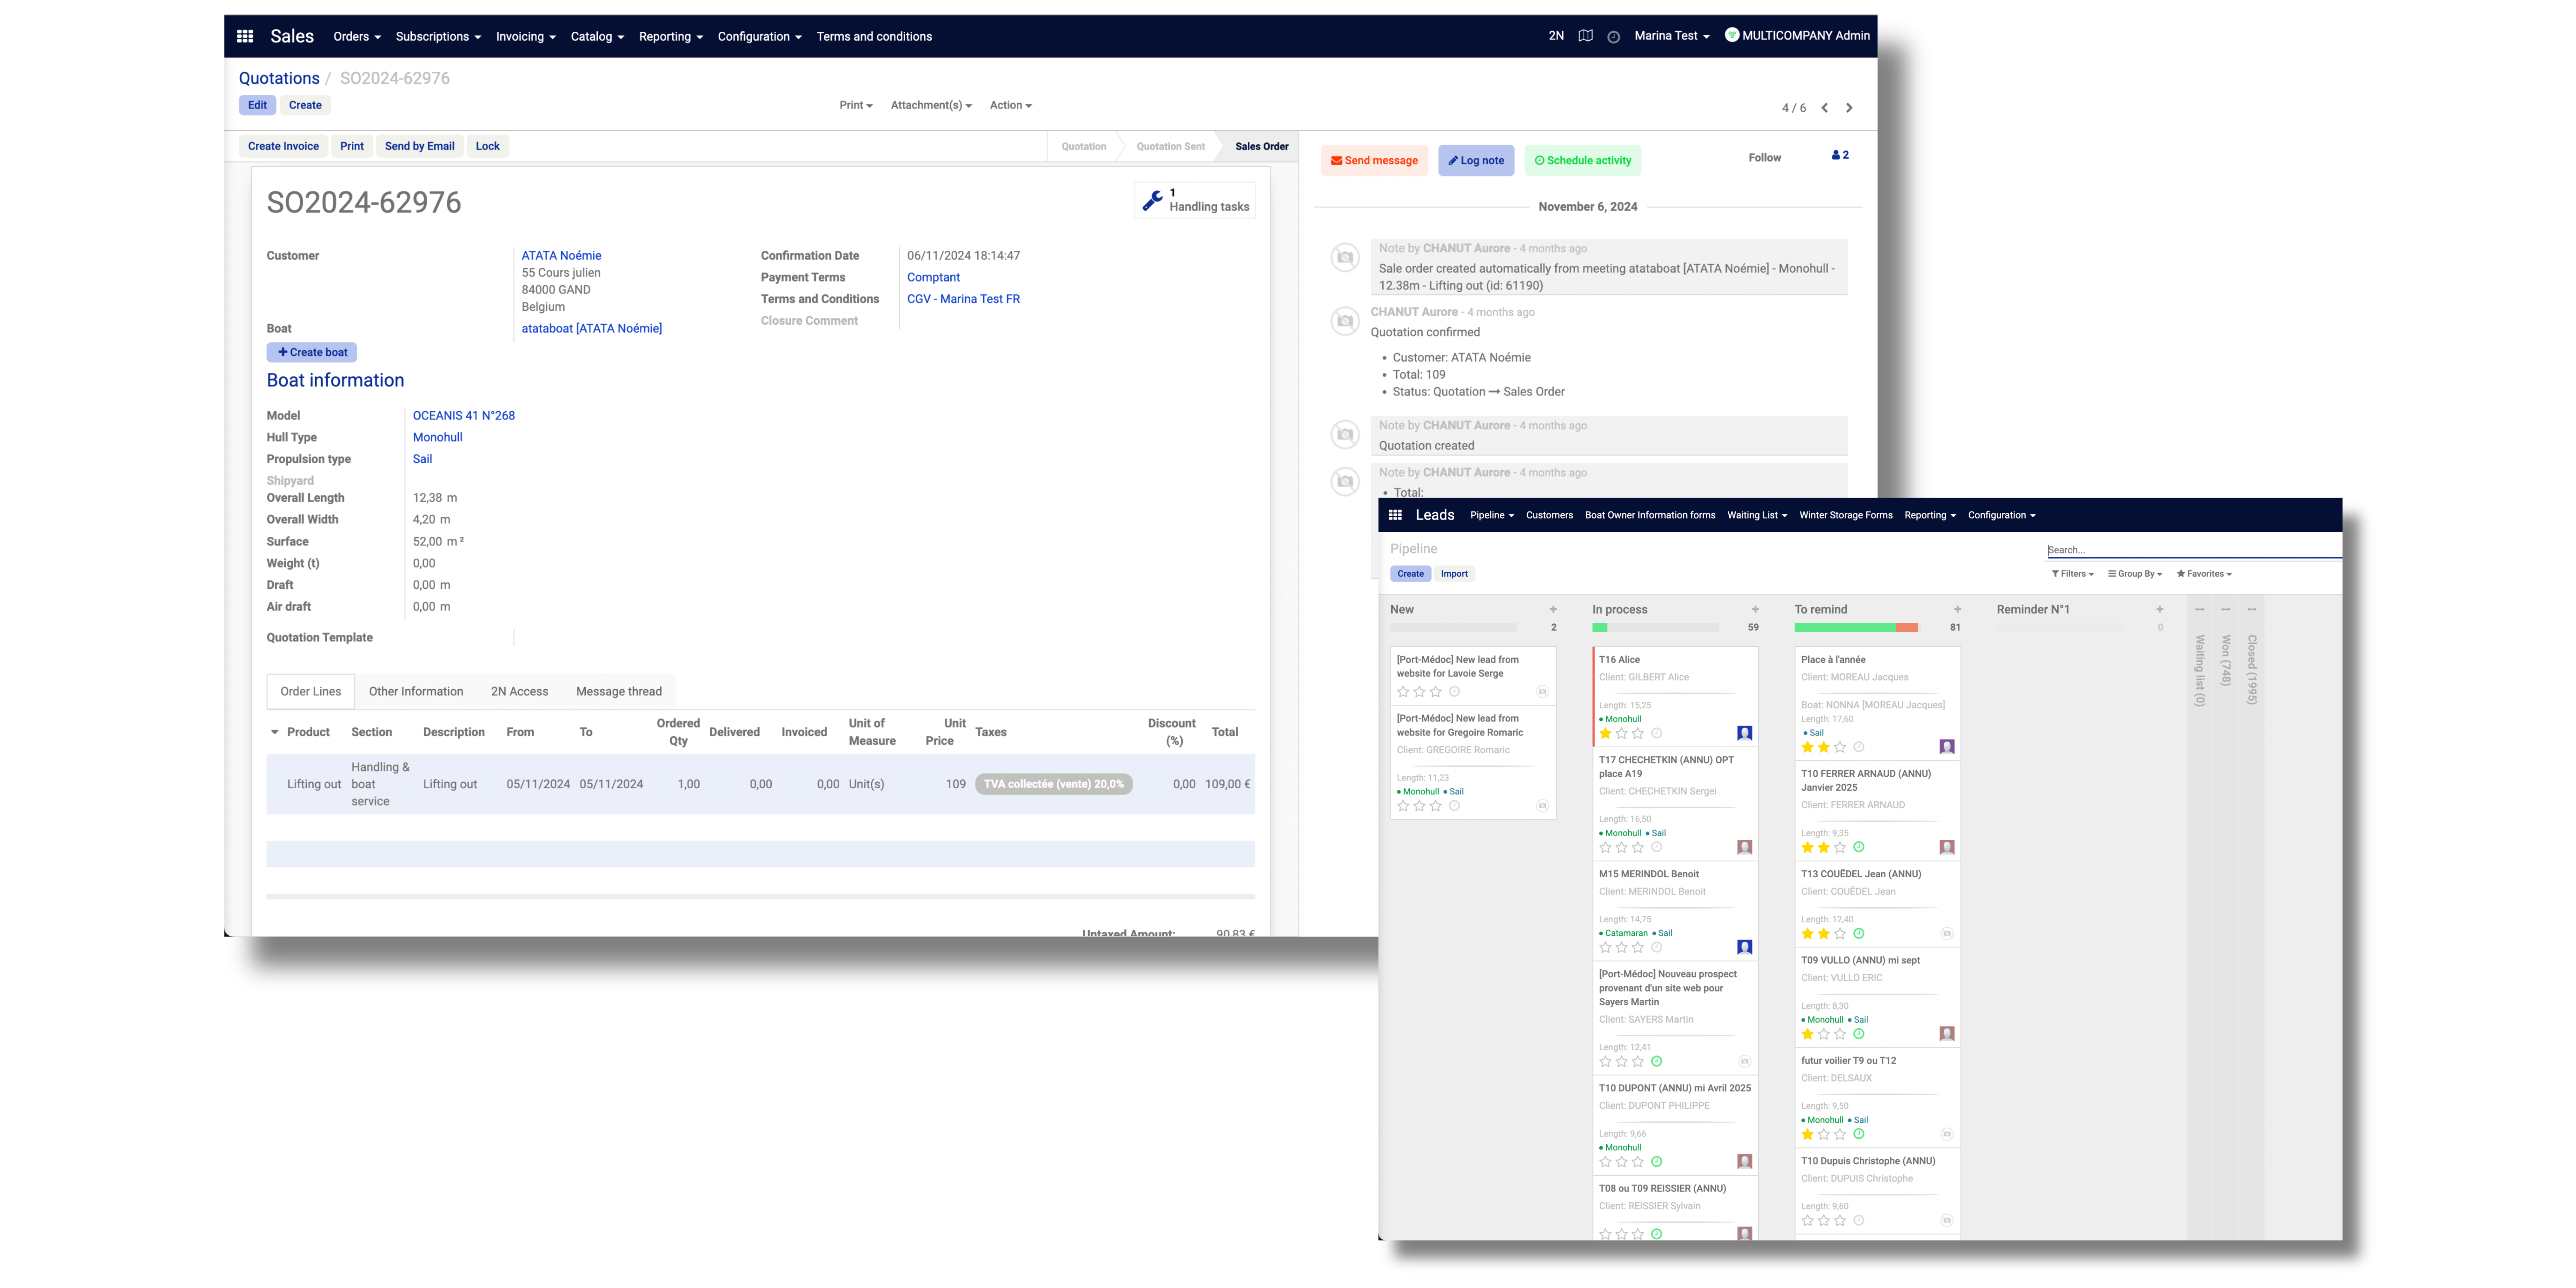 Sales Orders Subscriptions Invoicing Catalog Reporting Configuration Terms and conditions 2N Marina Test MULTICOMPANY Admin
Quotations / SO2024-62976
Edit Create Print Attachment(s) Action 4 / 6
Create Invoice Print Send by Email Lock Quotation Quotation Sent Sales Order
SO2024-62976
1
Handling tasks
Customer ATATA Noémie
55 Cours julien
84000 GAND
Belgium
Boat atataboat [ATATA Noémie]
Create boat
Confirmation Date 06/11/2024 18:14:47
Payment Terms Comptant
Terms and Conditions CGV - Marina Test FR
Closure Comment
Boat information
Model OCEANIS 41 N°268
Hull Type Monohull
Propulsion type Sail
Shipyard
Overall Length 12,38 m
Overall Width 4,20 m
Surface 52,00 m ²
Weight (t) 0,00
Draft 0,00 m
Air draft 0,00 m
Quotation Template
Order Lines Other Information 2N Access Message thread
Product Section Description From To Ordered Qty Delivered Invoiced Unit of Measure Unit Price Taxes Discount (%) Total
Lifting out Handling & boat service Lifting out 05/11/2024 05/11/2024 1,00 0,00 0,00 Unit(s) 109 TVA collectée (vente) 20,0% 0,00 109,00 €
Untaxed Amount: 90,83 €
Send message Log note Schedule activity Follow 2
November 6, 2024
Note by CHANUT Aurore - 4 months ago
Sale order created automatically from meeting atataboat [ATATA Noémie] - Monohull -
12.38m - Lifting out (id: 61190)
CHANUT Aurore - 4 months ago
Quotation confirmed
• Customer: ATATA Noémie
• Total: 109
• Status: Quotation → Sales Order
Note by CHANUT Aurore - 4 months ago
Quotation created
Note by CHANUT Aurore - 4 months ago
• Total:
Leads Pipeline Customers Boat Owner Information forms Waiting List Winter Storage Forms Reporting Configuration
Pipeline
Search...
Create Import Filters Group By Favorites
New
2
[Port-Médoc] New lead from
website for Lavoie Serge
[Port-Médoc] New lead from
website for Gregoire Romaric
Client: GREGOIRE Romaric
Length: 11,23
• Monohull • Sail
In process
59
T16 Alice
Client: GILBERT Alice
Length: 15,25
• Monohull
T17 CHECHETKIN (ANNU) OPT
place A19
Client: CHECHETKIN Sergei
Length: 16,50
• Monohull • Sail
M15 MERINDOL Benoit
Client: MERINDOL Benoit
Length: 14,75
• Catamaran • Sail
[Port-Médoc] Nouveau prospect
provenant d'un site web pour
Sayers Martin
Client: SAYERS Martin
Length: 12,41
T10 DUPONT (ANNU) mi Avril 2025
Client: DUPONT PHILIPPE
Length: 9,66
• Monohull
T08 ou T09 REISSIER (ANNU)
Client: REISSIER Sylvain
To remind
81
Place à l'année
Client: MOREAU Jacques
Boat: NONNA [MOREAU Jacques]
Length: 17,60
• Sail
T10 FERRER ARNAUD (ANNU)
Janvier 2025
Client: FERRER ARNAUD
Length: 9,35
T13 COUËDEL Jean (ANNU)
Client: COUËDEL Jean
Length: 12,40
T09 VULLO (ANNU) mi sept
Client: VULLO ERIC
Length: 8,30
• Monohull • Sail
futur voilier T9 ou T12
Client: DELSAUX
Length: 9,50
• Monohull • Sail
T10 Dupuis Christophe (ANNU)
Client: DUPUIS Christophe
Length: 9,60
Reminder N°1
0
Waiting list (0)
Won (748)
Closed (1995)